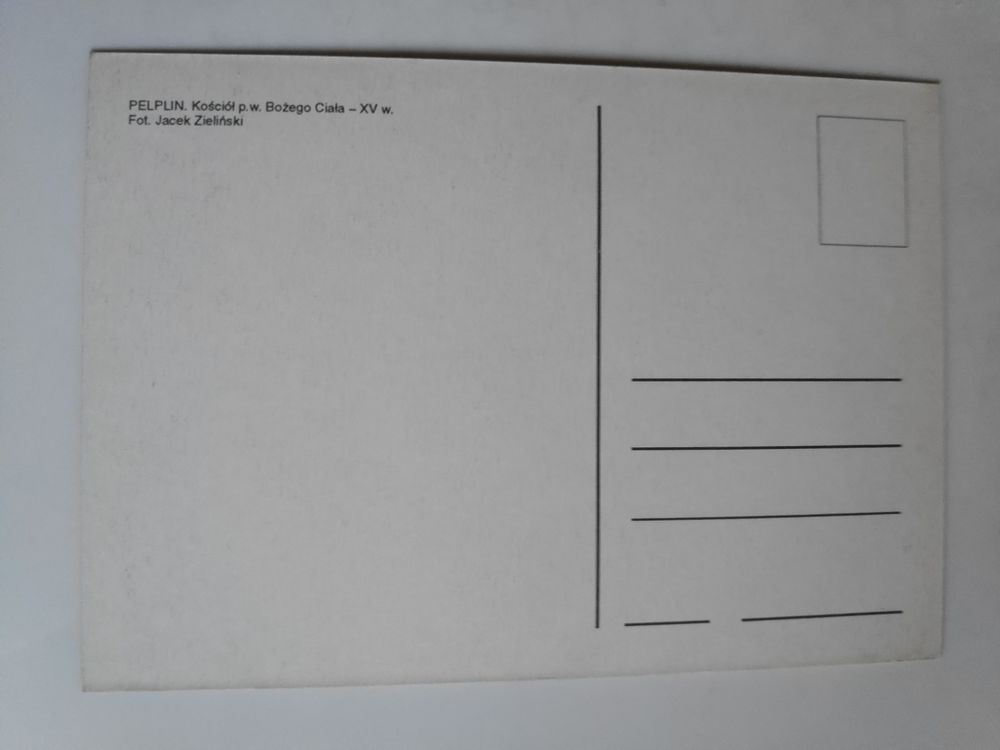 PELPLIN. Kościół p.w. Bożego Ciała – XV w.
Fot. Jacek Zieliński